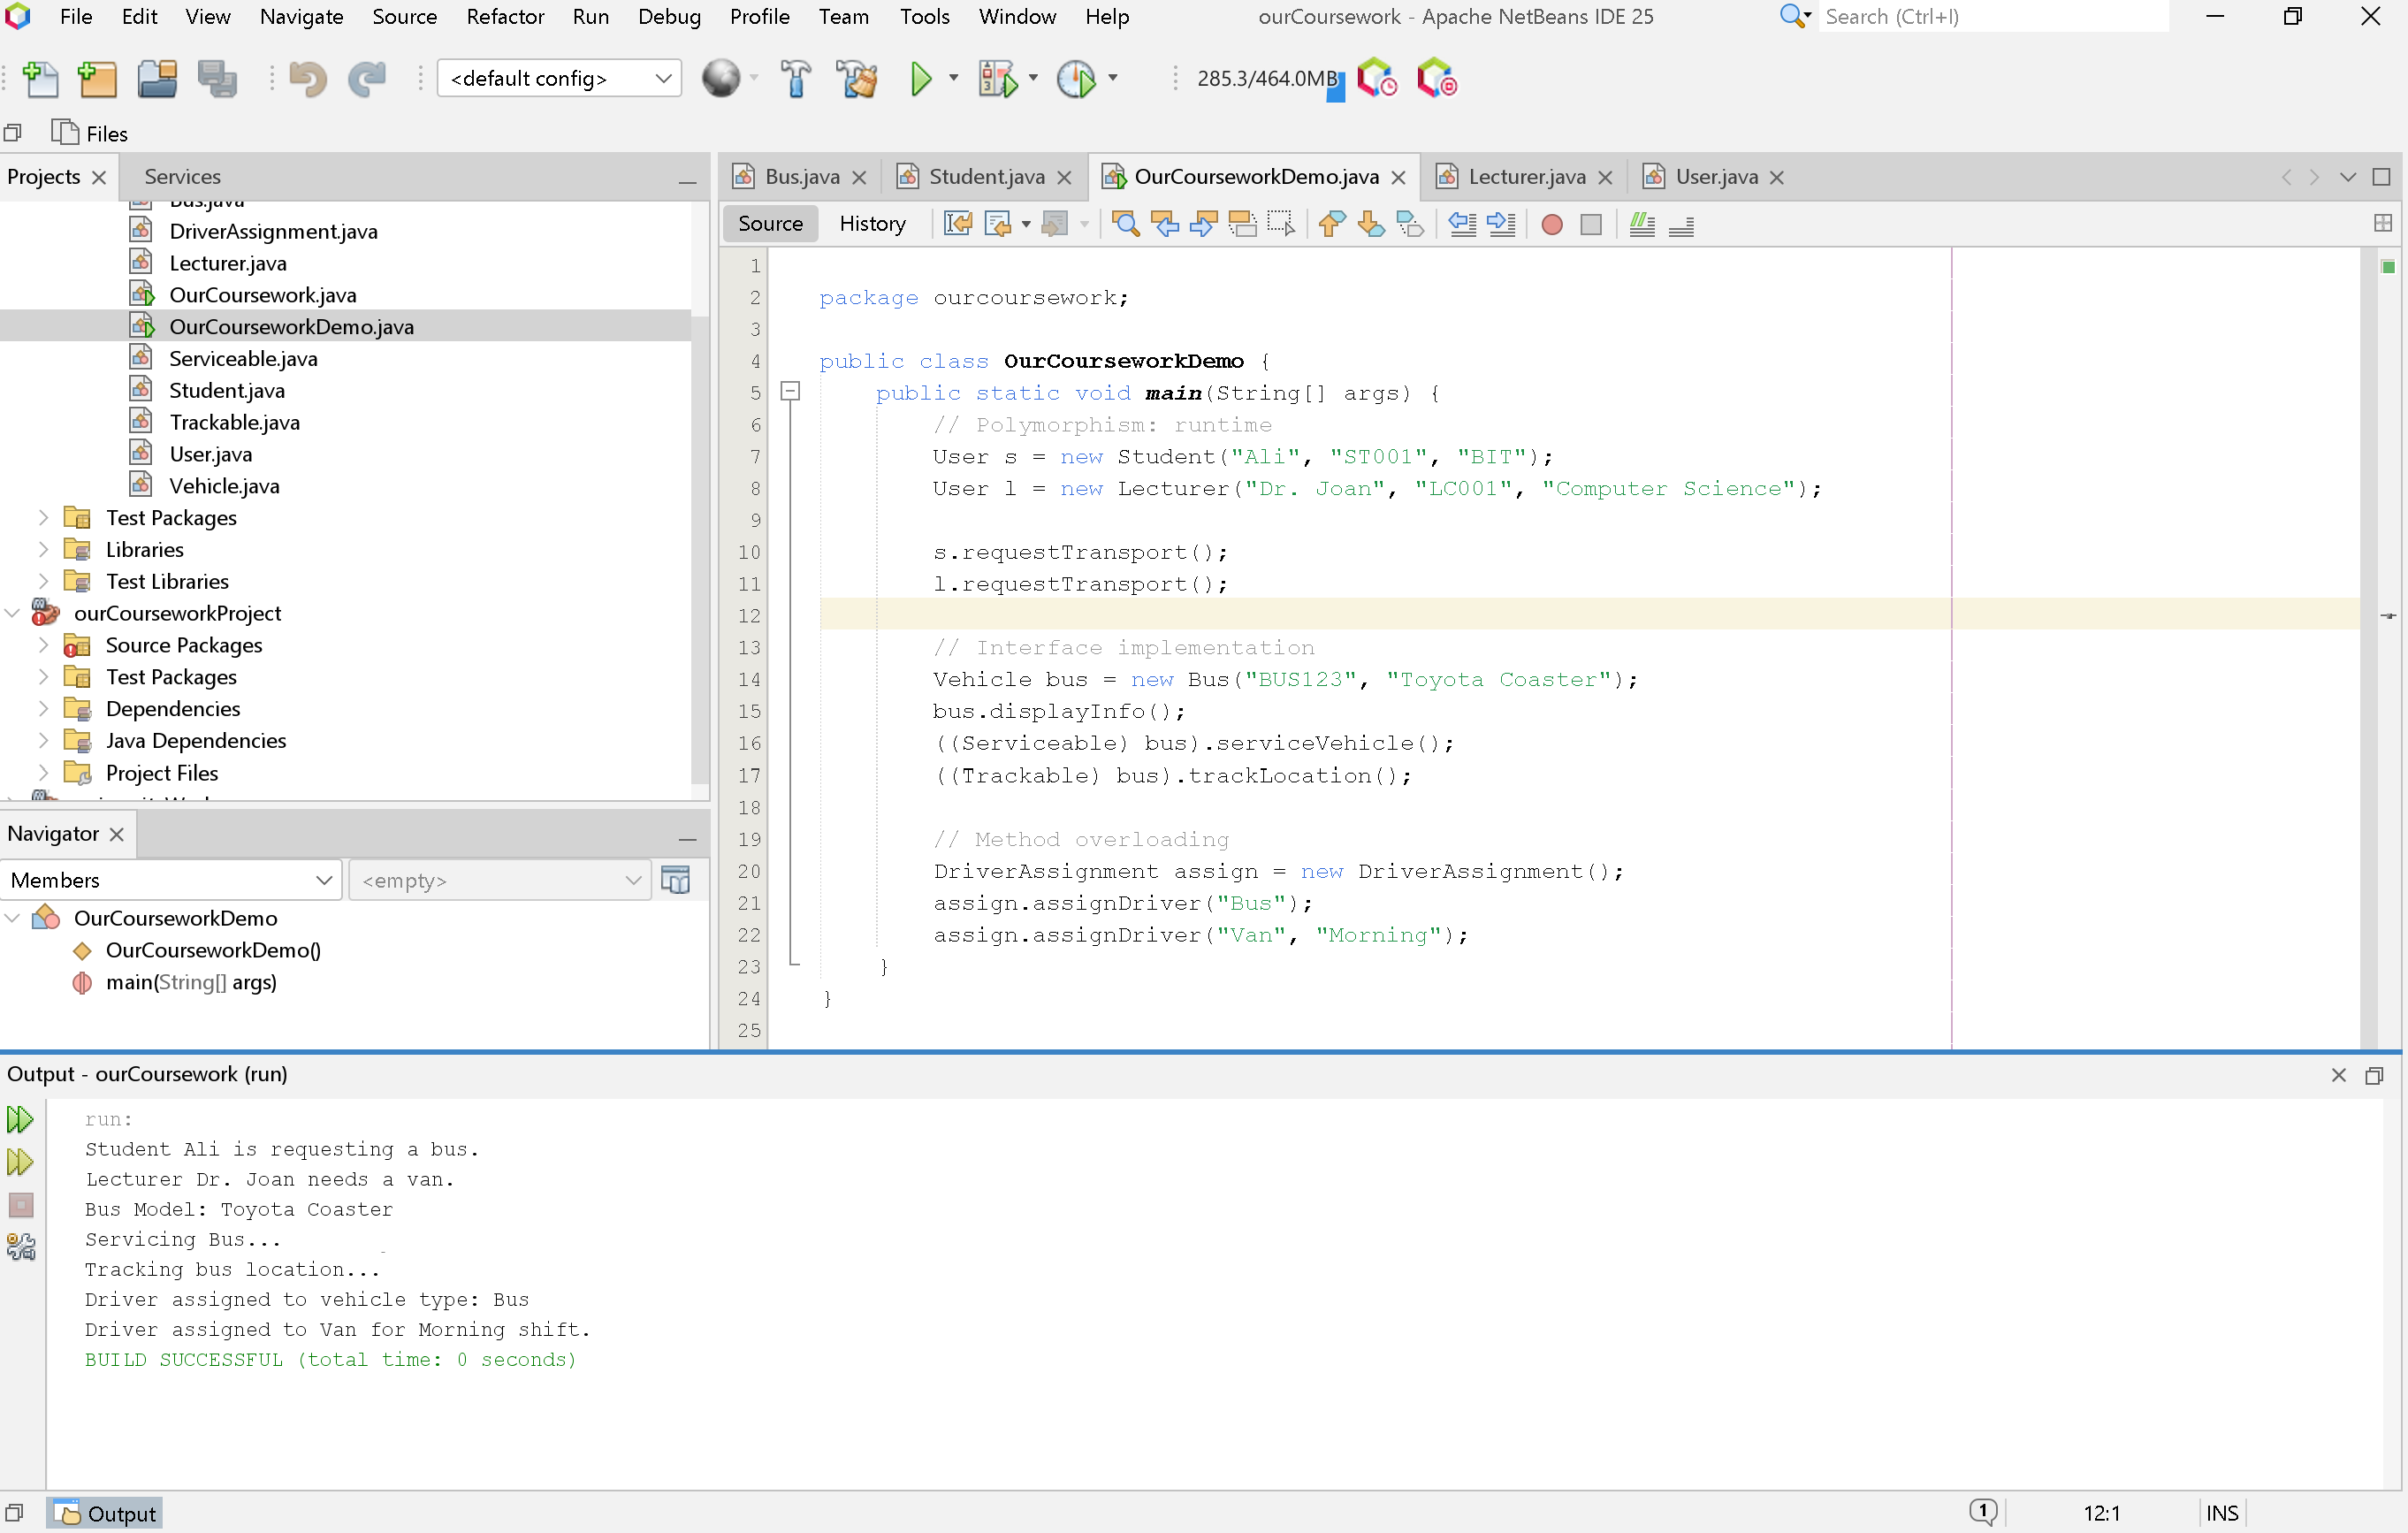 File Edit View Navigate Source Refactor Run Debug Profile Team Tools Window Help ourCoursework - Apache NetBeans IDE 25 Search (Ctrl+I)
<default config> 285.3/464.0MB
Files
Projects Services
Bus.java
DriverAssignment.java
Lecturer.java
OurCoursework.java
OurCourseworkDemo.java
Serviceable.java
Student.java
Trackable.java
User.java
Vehicle.java
Test Packages
Libraries
Test Libraries
ourCourseworkProject
Source Packages
Test Packages
Dependencies
Java Dependencies
Project Files
Navigator
Members <empty>
OurCourseworkDemo
OurCourseworkDemo()
main(String[] args)
Bus.java Student.java OurCourseworkDemo.java Lecturer.java User.java
Source History
1
2 package ourcoursework;
3
4 public class OurCourseworkDemo {
5 public static void main(String[] args) {
6 // Polymorphism: runtime
7 User s = new Student("Ali", "ST001", "BIT");
8 User l = new Lecturer("Dr. Joan", "LC001", "Computer Science");
9
10 s.requestTransport();
11 l.requestTransport();
12
13 // Interface implementation
14 Vehicle bus = new Bus("BUS123", "Toyota Coaster");
15 bus.displayInfo();
16 ((Serviceable) bus).serviceVehicle();
17 ((Trackable) bus).trackLocation();
18
19 // Method overloading
20 DriverAssignment assign = new DriverAssignment();
21 assign.assignDriver("Bus");
22 assign.assignDriver("Van", "Morning");
23 }
24 }
25
Output - ourCoursework (run)
run:
Student Ali is requesting a bus.
Lecturer Dr. Joan needs a van.
Bus Model: Toyota Coaster
Servicing Bus...
Tracking bus location...
Driver assigned to vehicle type: Bus
Driver assigned to Van for Morning shift.
BUILD SUCCESSFUL (total time: 0 seconds)
Output 1 12:1 INS